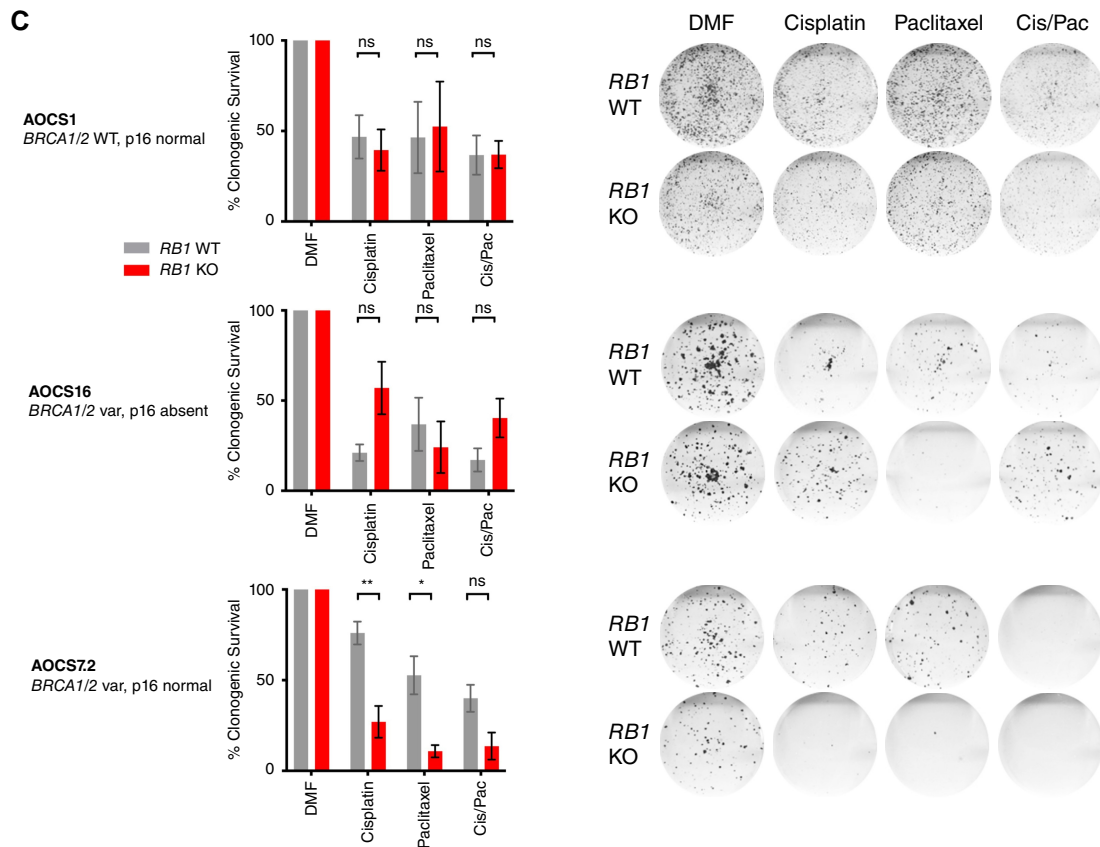 C
DMF Cisplatin Paclitaxel Cis/Pac
AOCS1
BRCA1/2 WT, p16 normal
% Clonogenic Survival
100
50
0
ns ns ns
DMF Cisplatin Paclitaxel Cis/Pac
RB1 WT
RB1 KO
RB1
WT
RB1
KO
AOCS16
BRCA1/2 var, p16 absent
% Clonogenic Survival
100
50
0
ns ns ns
DMF Cisplatin Paclitaxel Cis/Pac
RB1
WT
RB1
KO
AOCS7.2
BRCA1/2 var, p16 normal
% Clonogenic Survival
100
50
0
** * ns
DMF Cisplatin Paclitaxel Cis/Pac
RB1
WT
RB1
KO